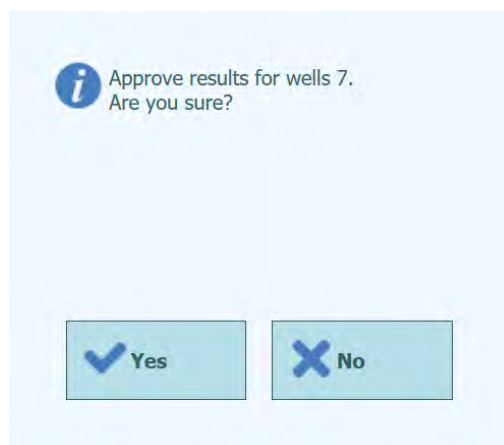 Approve results for wells 7.
Are you sure?
Yes
No